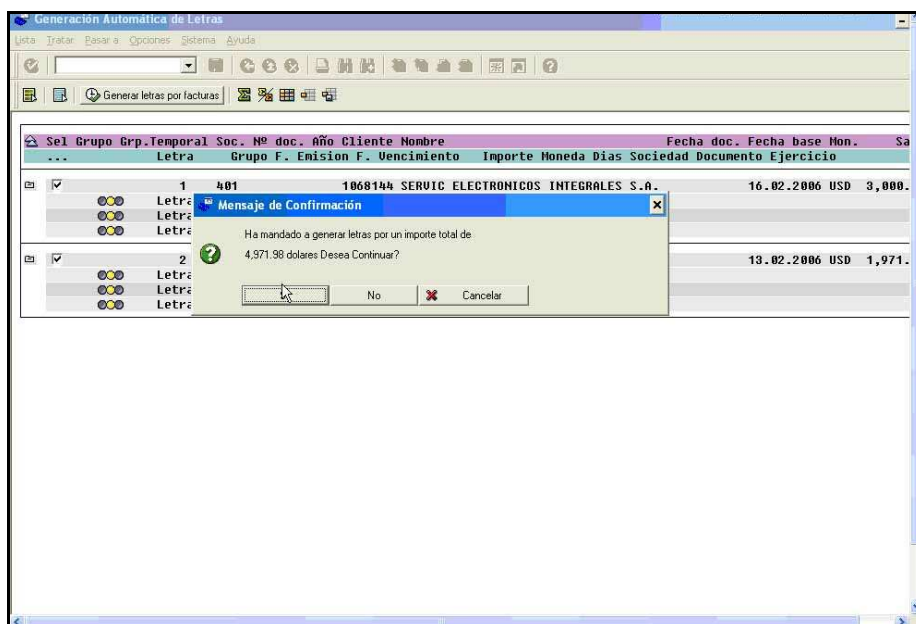 Generación Automática de Letras
Lista Tratar Pasar a Opciones Sistema Ayuda
Generar letras por facturas
Sel Grupo Grp.Temporal Soc. Nº doc. Año Cliente Nombre Fecha doc. Fecha base Mon. Sa
... Letra Grupo F. Emision F. Vencimiento Importe Moneda Dias Sociedad Documento Ejercicio
1 401 1068144 SERVIC ELECTRONICOS INTEGRALES S.A. 16.02.2006 USD 3,000.
Letra
Letra
Letra
Mensaje de Confirmación
Ha mandado a generar letras por un importe total de
4,971.98 dolares Desea Continuar?
No Cancelar
2 13.02.2006 USD 1,971.
Letra
Letra
Letra